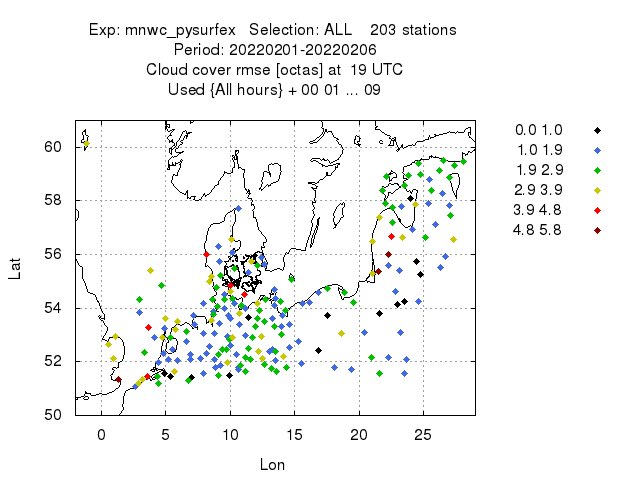 Exp: mnwc_pysurfex   Selection: ALL    203 stations
Period: 20220201-20220206
Cloud cover rmse [octas] at  19 UTC
Used {All hours} + 00 01 ... 09
0.0 1.0
1.0 1.9
1.9 2.9
2.9 3.9
3.9 4.8
4.8 5.8
60
58
56
54
52
50
Lat
0 5 10 15 20 25
Lon